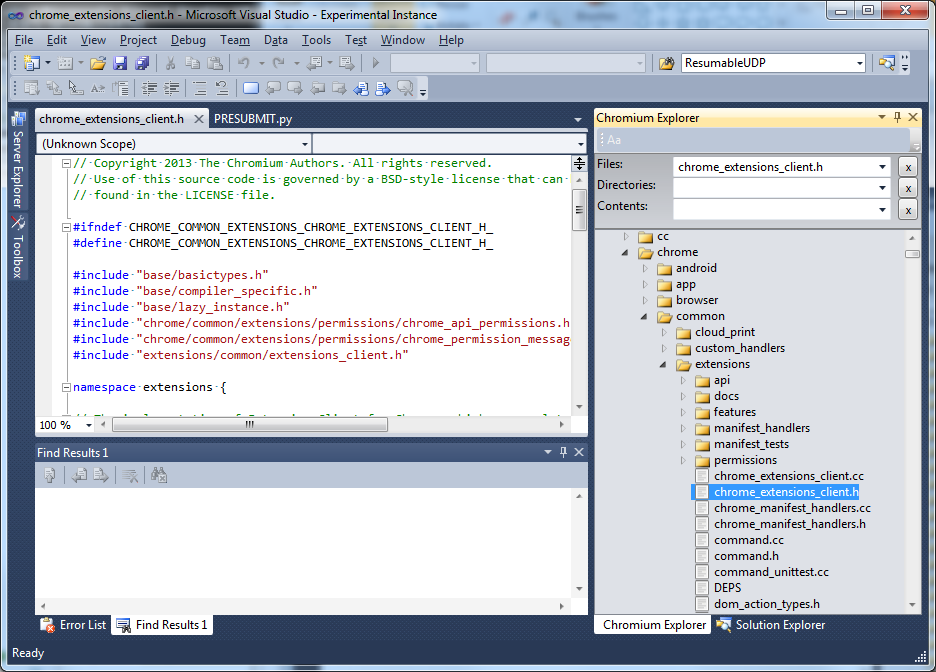 chrome_extensions_client.h - Microsoft Visual Studio - Experimental Instance
File Edit View Project Debug Team Data Tools Test Window Help
ResumableUDP
chrome_extensions_client.h PRESUBMIT.py
(Unknown Scope)
// Copyright 2013 The Chromium Authors. All rights reserved.
// Use of this source code is governed by a BSD-style license that can
// found in the LICENSE file.
#ifndef CHROME_COMMON_EXTENSIONS_CHROME_EXTENSIONS_CLIENT_H_
#define CHROME_COMMON_EXTENSIONS_CHROME_EXTENSIONS_CLIENT_H_
#include "base/basictypes.h"
#include "base/compiler_specific.h"
#include "base/lazy_instance.h"
#include "chrome/common/extensions/permissions/chrome_api_permissions.h
#include "chrome/common/extensions/permissions/chrome_permission_messag
#include "extensions/common/extensions_client.h"
namespace extensions {
100 %
Server Explorer
Toolbox
Find Results 1
Error List Find Results 1
Chromium Explorer
Aa
Files: chrome_extensions_client.h x
Directories: x
Contents: x
cc
chrome
android
app
browser
common
cloud_print
custom_handlers
extensions
api
docs
features
manifest_handlers
manifest_tests
permissions
chrome_extensions_client.cc
chrome_extensions_client.h
chrome_manifest_handlers.cc
chrome_manifest_handlers.h
command.cc
command.h
command_unittest.cc
DEPS
dom_action_types.h
Chromium Explorer Solution Explorer
Ready